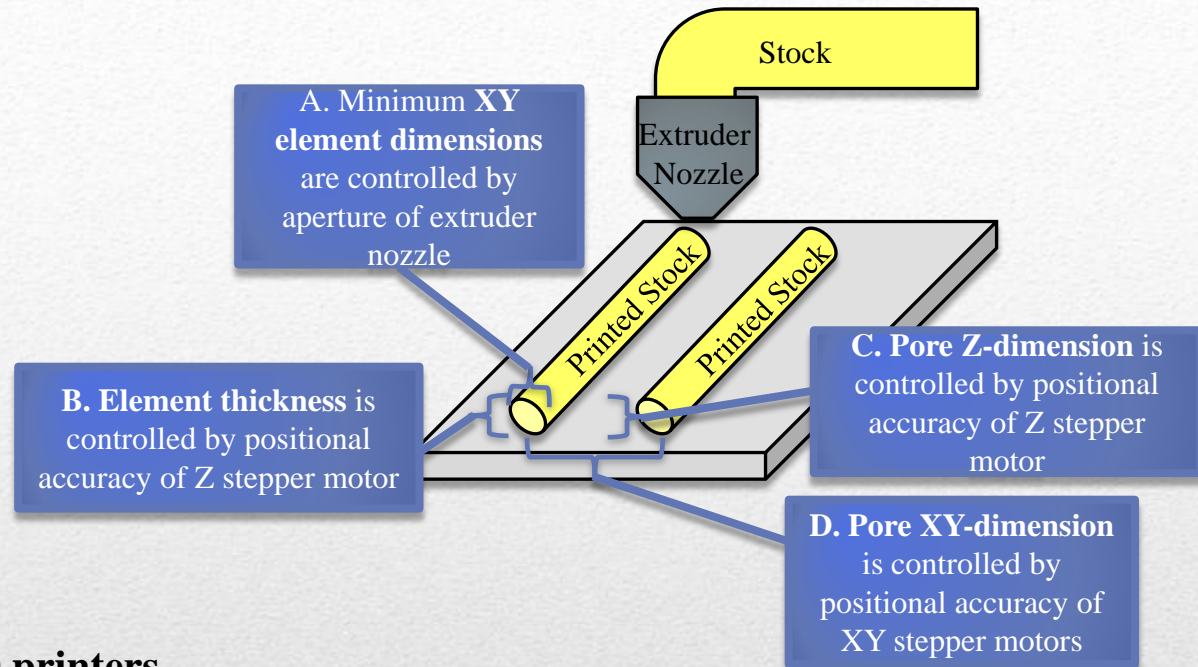 Stock
A. Minimum XY
element dimensions
are controlled by
aperture of extruder
nozzle
Extruder
Nozzle
Printed Stock
Printed Stock
B. Element thickness is
controlled by positional
accuracy of Z stepper motor
C. Pore Z-dimension is
controlled by positional
accuracy of Z stepper
motor
D. Pore XY-dimension
is controlled by
positional accuracy of
XY stepper motors
printers